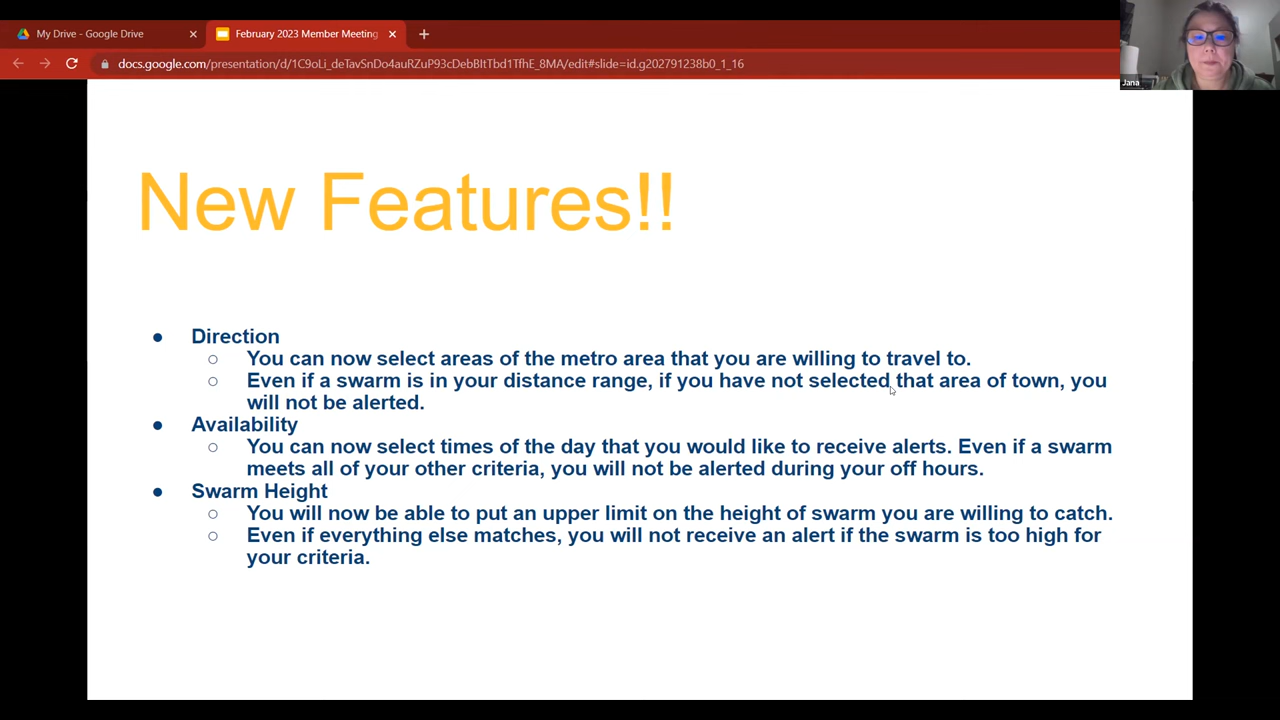 My Drive - Google Drive
February 2023 Member Meeting
docs.google.com/presentation/d/1C9oLi_deTavSnDo4auRZuP93cDebBItTbd1TfhE_8MA/edit#slide=id.g202791238b0_1_16
Jana
New Features!!
● Direction
○ You can now select areas of the metro area that you are willing to travel to.
○ Even if a swarm is in your distance range, if you have not selected that area of town, you
will not be alerted.
● Availability
○ You can now select times of the day that you would like to receive alerts. Even if a swarm
meets all of your other criteria, you will not be alerted during your off hours.
● Swarm Height
○ You will now be able to put an upper limit on the height of swarm you are willing to catch.
○ Even if everything else matches, you will not receive an alert if the swarm is too high for
your criteria.